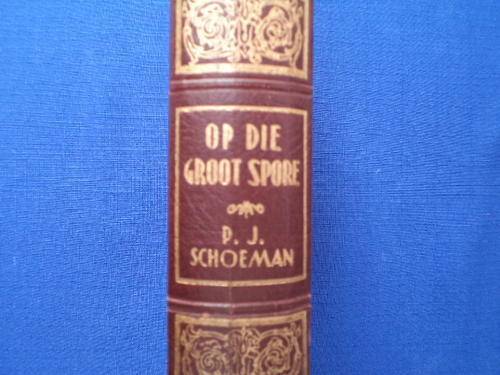 OP DIE
GROOT SPORE
P. J.
SCHOEMAN